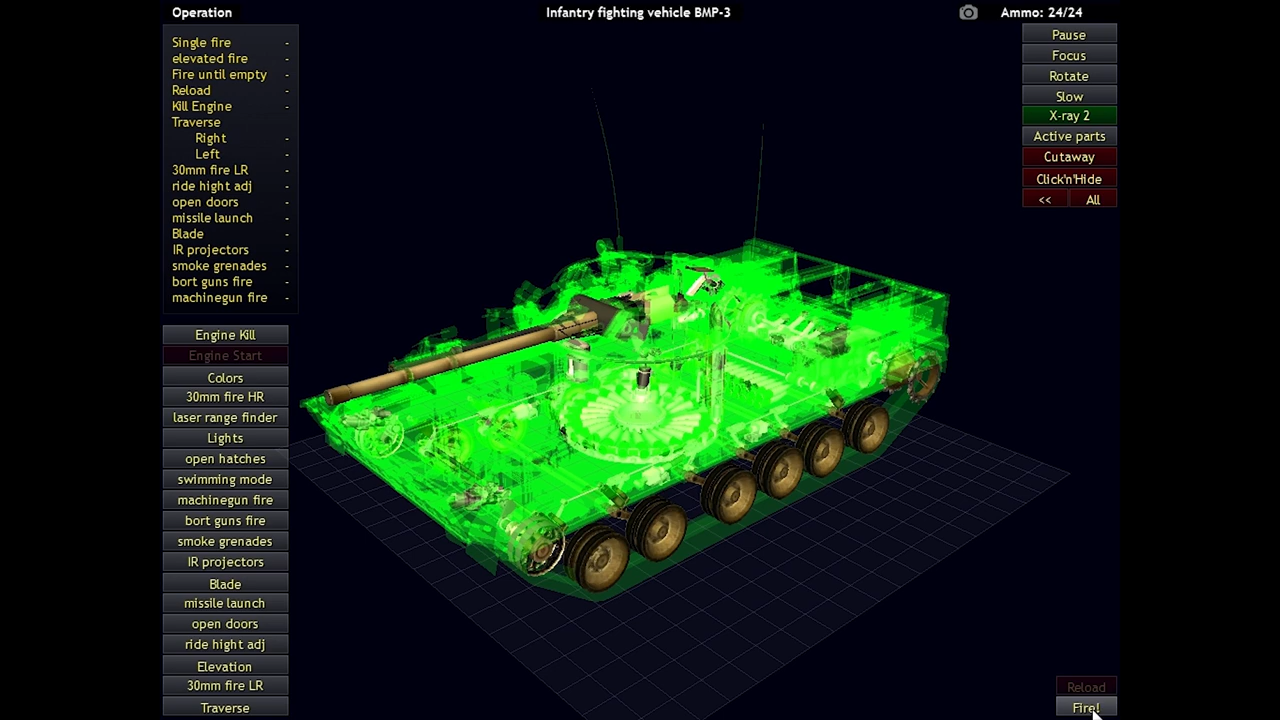 Operation
Infantry fighting vehicle BMP-3
Ammo: 24/24
Single fire -
elevated fire -
Fire until empty -
Reload -
Kill Engine -
Traverse
Right -
Left -
30mm fire LR -
ride hight adj -
open doors -
missile launch -
Blade -
IR projectors -
smoke grenades -
bort guns fire -
machinegun fire -
Engine Kill
Engine Start
Colors
30mm fire HR
laser range finder
Lights
open hatches
swimming mode
machinegun fire
bort guns fire
smoke grenades
IR projectors
Blade
missile launch
open doors
ride hight adj
Elevation
30mm fire LR
Traverse
Pause
Focus
Rotate
Slow
X-ray 2
Active parts
Cutaway
Click'n'Hide
<< All
Reload
Fire!